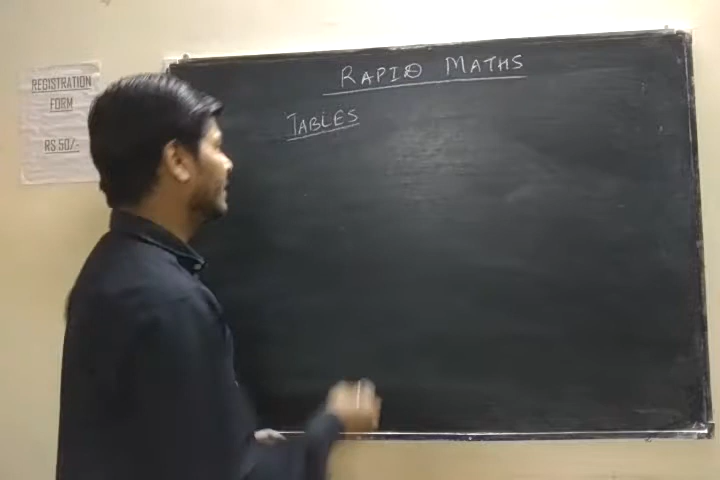 REGISTRATION
FORM
RS.50/-
RAPID MATHS
TABLES